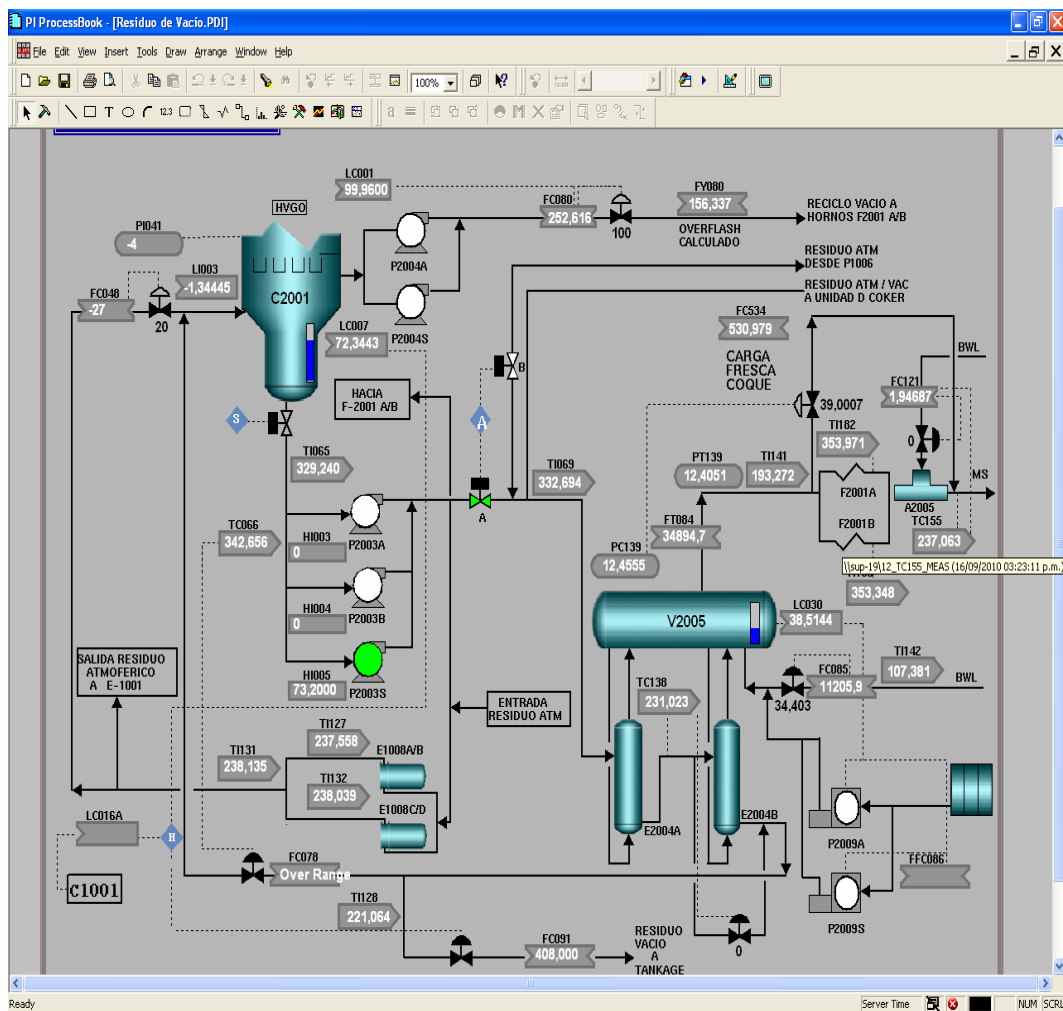 PI ProcessBook - [Residuo de Vacío.PDI]
File Edit View Insert Tools Draw Arrange Window Help
100%
12.3
LC001
99,9600
HVGO
FC080
252,616
100
FY080
156,337
OVERFLASH
CALCULADO
RECICLO VACIO A
HORNOS F2001 A/B
PI041
-4
LI003
-1,34445
FC048
-27
20
C2001
P2004A
P2004S
RESIDUO ATM
DESDE P1006
RESIDUO ATM / VAC
A UNIDAD D COKER
LC007
72,3443
FC534
530,979
CARGA
FRESCA
COQUE
39,0007
BWL
FC121
1,94687
0
HACIA
F-2001 A/B
B
A
S
TI065
329,240
TI069
332,694
PT139
12,4051
TI141
193,272
TI182
353,971
F2001A
F2001B
A2005
MS
TC155
237,063
A
TC066
342,656
HI003
0
P2003A
FT084
34894,7
PC139
12,4555
\\sup-19\12_TC155_MEAS (16/09/2010 03:23:11 p.m.)
353,348
HI004
0
P2003B
V2005
LC030
38,5144
HI005
73,2000
P2003S
SALIDA RESIDUO
ATMOFERICO
A E-1001
TI142
107,381
FC085
11205,9
34,403
BWL
TC138
231,023
ENTRADA
RESIDUO ATM
TI127
237,558
E1008A/B
TI131
238,135
TI132
238,039
E1008C/D
LC016A
H
E2004A
E2004B
P2009A
FFC086
P2009S
C1001
FC078
Over Range
TI128
221,064
FC091
408,000
RESIDUO
VACIO
A
TANKAGE
0
Ready
Server Time
NUM
SCRL